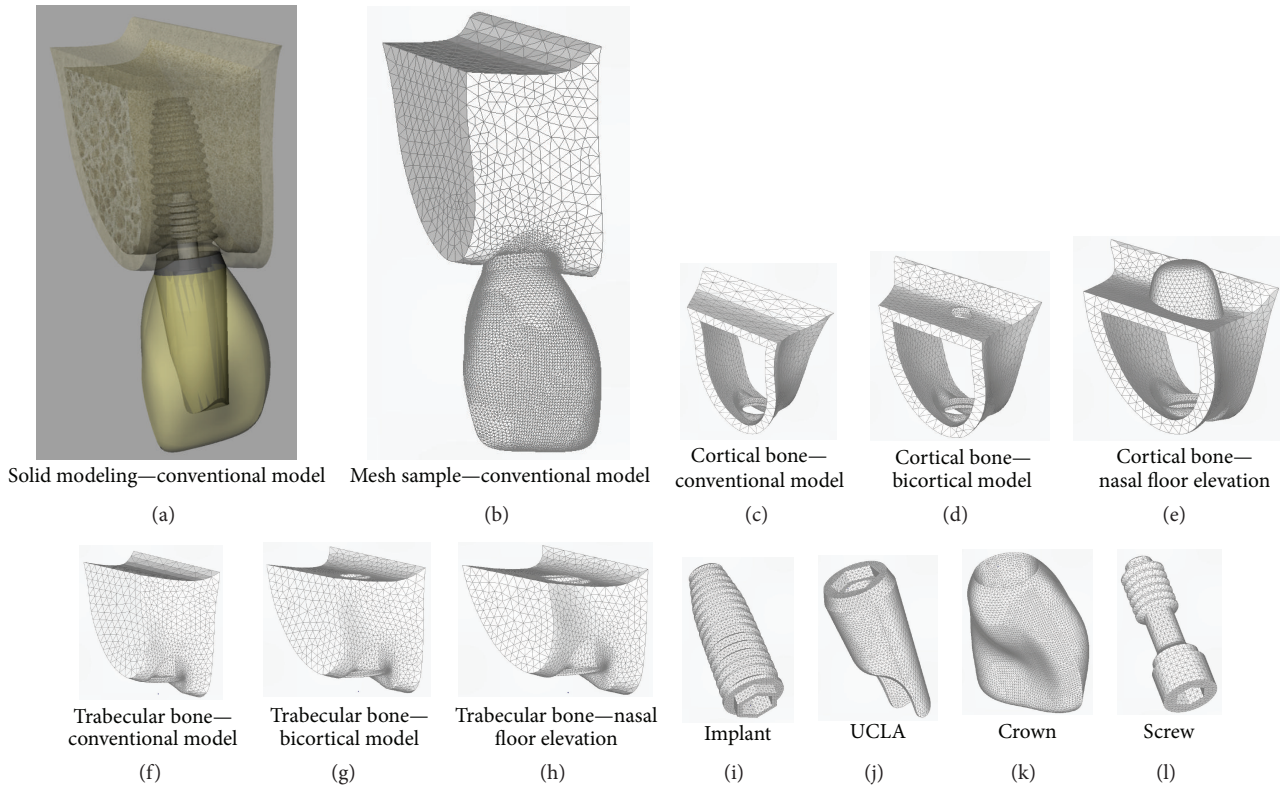 Solid modeling—conventional model
(a)
Mesh sample—conventional model
(b)
Cortical bone—
conventional model
(c)
Cortical bone—
bicortical model
(d)
Cortical bone—
nasal floor elevation
(e)
Trabecular bone—
conventional model
(f)
Trabecular bone—
bicortical model
(g)
Trabecular bone—nasal
floor elevation
(h)
Implant
(i)
UCLA
(j)
Crown
(k)
Screw
(l)